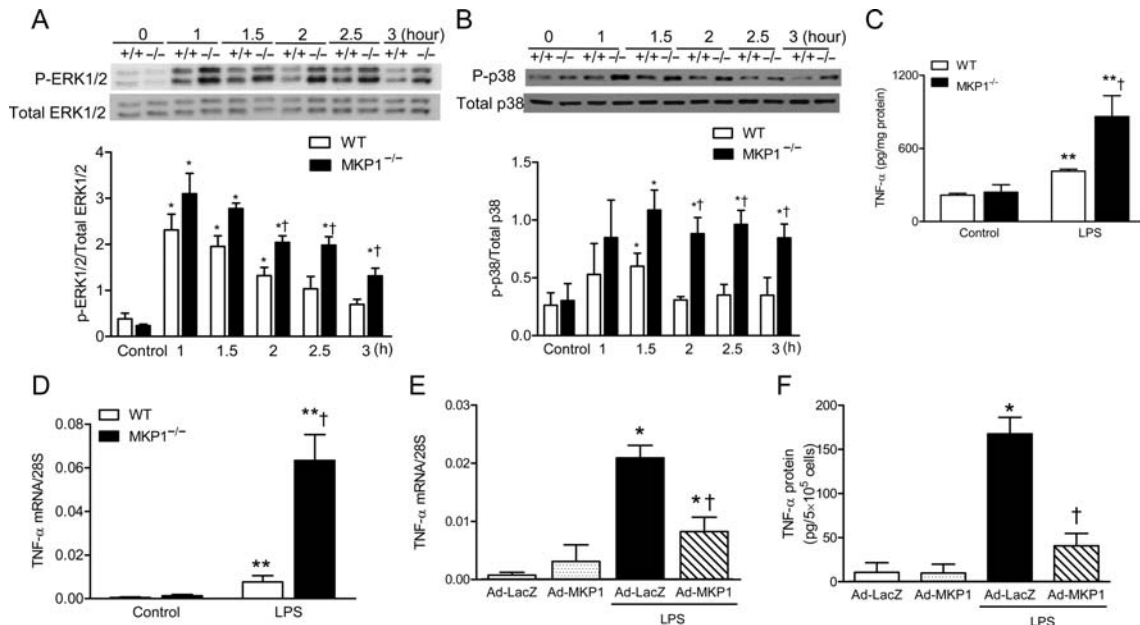 A
0 1 1.5 2 2.5 3 (hour)
+/+ -/- +/+ -/- +/+ -/- +/+ -/- +/+ -/- +/+ -/-
P-ERK1/2
Total ERK1/2
WT
MKP1⁻/⁻
p-ERK1/2/Total ERK1/2
4
3
2
1
0
* * * * * *† *† *†
Control 1 1.5 2 2.5 3 (h)
B
0 1 1.5 2 2.5 3 (hour)
+/+ -/- +/+ -/- +/+ -/- +/+ -/- +/+ -/- +/+ -/-
P-p38
Total p38
WT
MKP1⁻/⁻
p-p38/Total p38
1.5
1.0
0.5
0.0
* * *† *† *†
Control 1 1.5 2 2.5 3 (h)
C
WT
MKP1⁻/⁻
TNF-α (pg/mg protein)
1200
900
600
300
0
** **†
Control LPS
D
WT
MKP1⁻/⁻
TNF-α mRNA/28S
0.08
0.06
0.04
0.02
0.00
** **†
Control LPS
E
TNF-α mRNA/28S
0.03
0.02
0.01
0.00
* *†
Ad-LacZ Ad-MKP1 Ad-LacZ Ad-MKP1
LPS
F
TNF-α protein
(pg/5×10⁵ cells)
200
150
100
50
0
* †
Ad-LacZ Ad-MKP1 Ad-LacZ Ad-MKP1
LPS